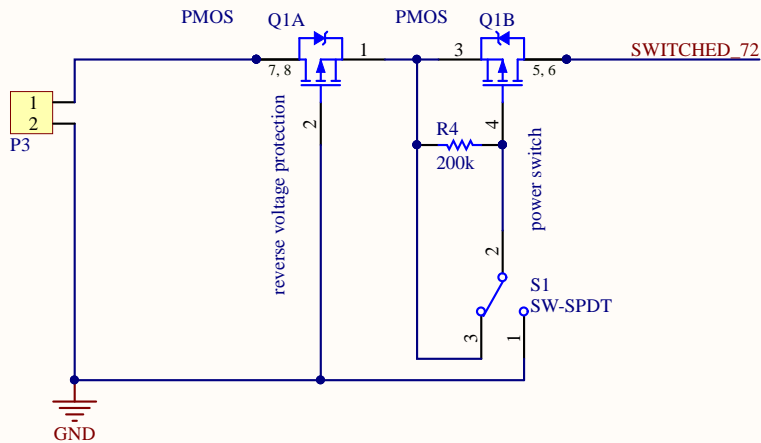 PMOS
Q1A
PMOS
Q1B
7, 8
1
3
5, 6
SWITCHED_72
1
2
P3
2
reverse voltage protection
R4
200k
4
power switch
2
S1
SW-SPDT
3
1
GND